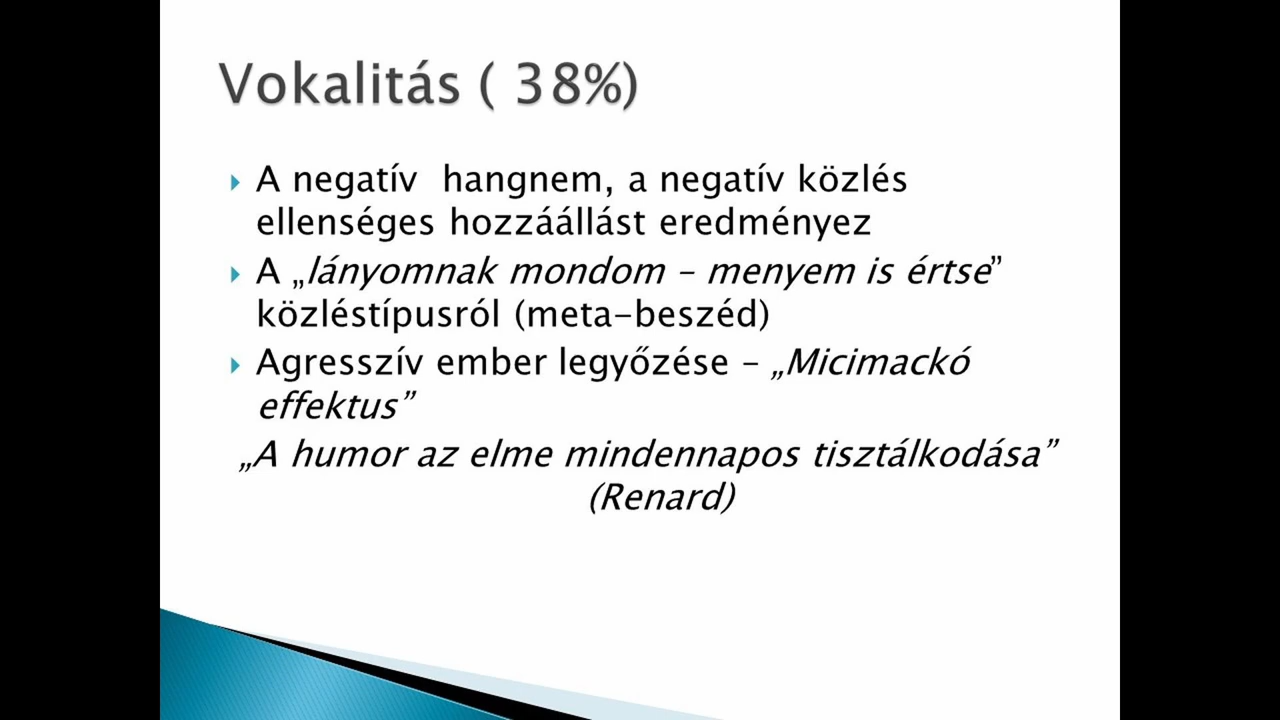 Vokalitás ( 38%)
A negatív  hangnem, a negatív közlés
ellenséges hozzáállást eredményez
A „lányomnak mondom – menyem is értse”
közléstípusról (meta-beszéd)
Agresszív ember legyőzése – „Micimackó
effektus”
„A humor az elme mindennapos tisztálkodása”
(Renard)